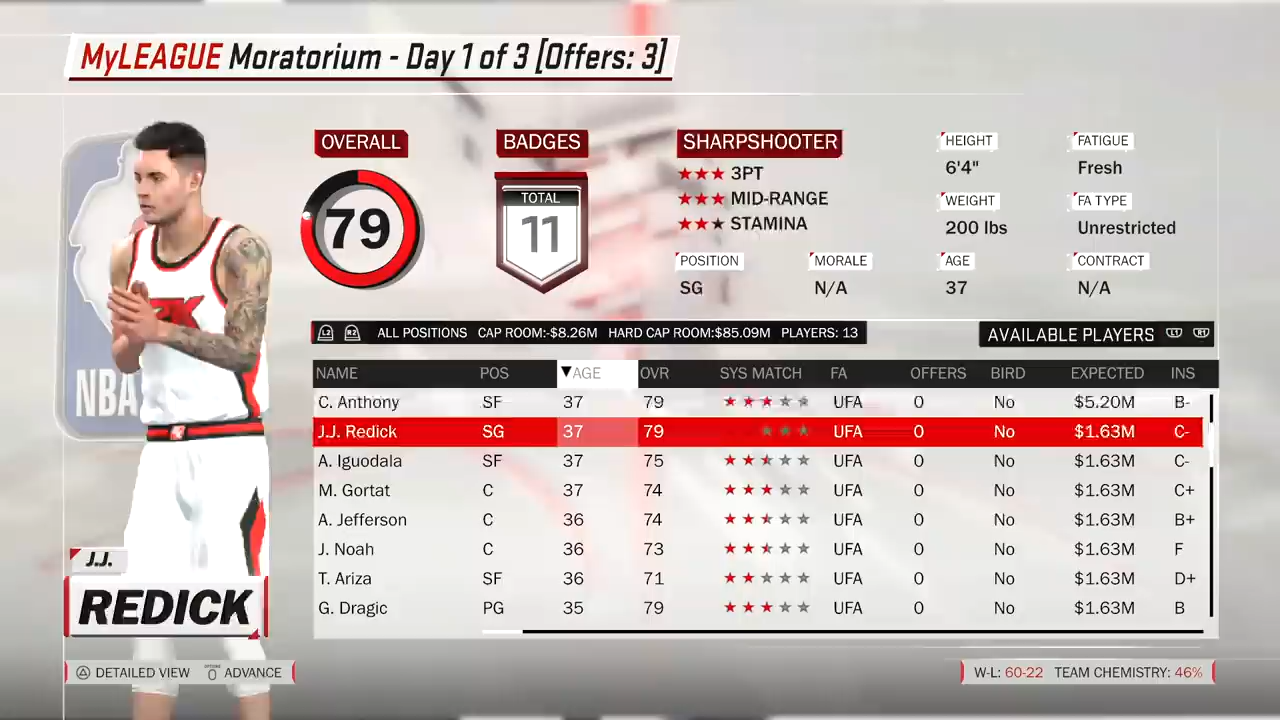 MyLEAGUE Moratorium - Day 1 of 3 [Offers: 3]
OVERALL
79
BADGES
TOTAL
11
SHARPSHOOTER
3PT
MID-RANGE
STAMINA
HEIGHT
6'4"
FATIGUE
Fresh
WEIGHT
200 lbs
FA TYPE
Unrestricted
POSITION
SG
MORALE
N/A
AGE
37
CONTRACT
N/A
L2 R2 ALL POSITIONS CAP ROOM:-$8.26M HARD CAP ROOM:$85.09M PLAYERS: 13
AVAILABLE PLAYERS L1 R1
NAME POS AGE OVR SYS MATCH FA OFFERS BIRD EXPECTED INS
C. Anthony SF 37 79 UFA 0 No $5.20M B-
J.J. Redick SG 37 79 UFA 0 No $1.63M C-
A. Iguodala SF 37 75 UFA 0 No $1.63M C-
M. Gortat C 37 74 UFA 0 No $1.63M C+
A. Jefferson C 36 74 UFA 0 No $1.63M B+
J. Noah C 36 73 UFA 0 No $1.63M F
T. Ariza SF 36 71 UFA 0 No $1.63M D+
G. Dragic PG 35 79 UFA 0 No $1.63M B
NBA
J.J.
REDICK
DETAILED VIEW OPTIONS ADVANCE
W-L: 60-22 TEAM CHEMISTRY: 46%